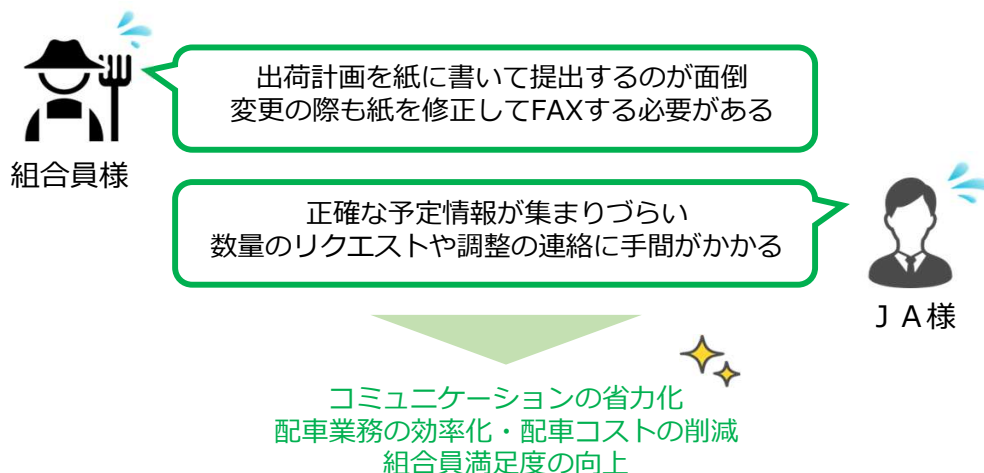 出荷計画を紙に書いて提出するのが面倒
変更の際も紙を修正してFAXする必要がある
組合員様
正確な予定情報が集まりづらい
数量のリクエストや調整の連絡に手間がかかる
ＪＡ様
コミュニケーションの省力化
配車業務の効率化・配車コストの削減
組合員満足度の向上